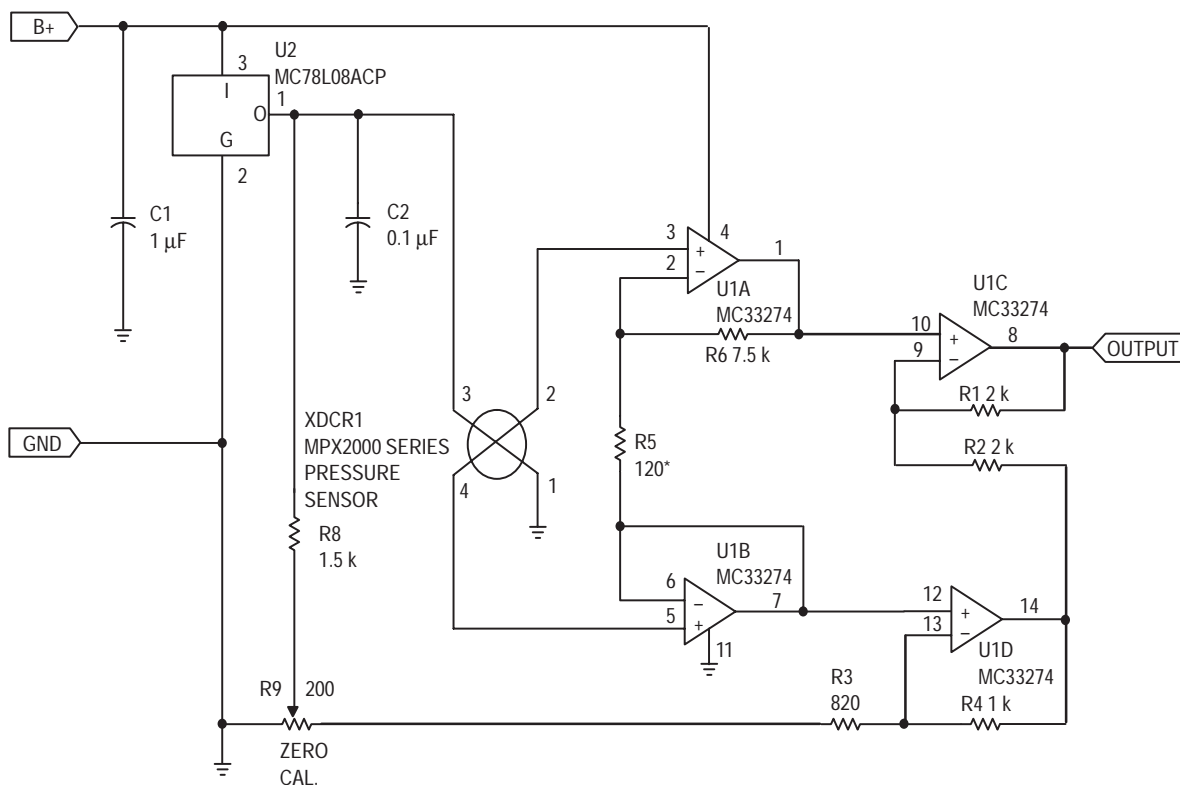 B+
U2
MC78L08ACP
3
I
1
O
G
2
C1
1 µF
C2
0.1 µF
3
4
1
2
+
−
U1A
MC33274
R6 7.5 k
U1C
MC33274
10
8
9
+
−
OUTPUT
R1 2 k
R2 2 k
GND
XDCR1
MPX2000 SERIES
PRESSURE
SENSOR
3
2
4
1
R5
120*
R8
1.5 k
U1B
MC33274
6
7
5
−
+
11
12
14
13
+
−
U1D
MC33274
R9 200
R3
820
R4 1 k
ZERO
CAL.